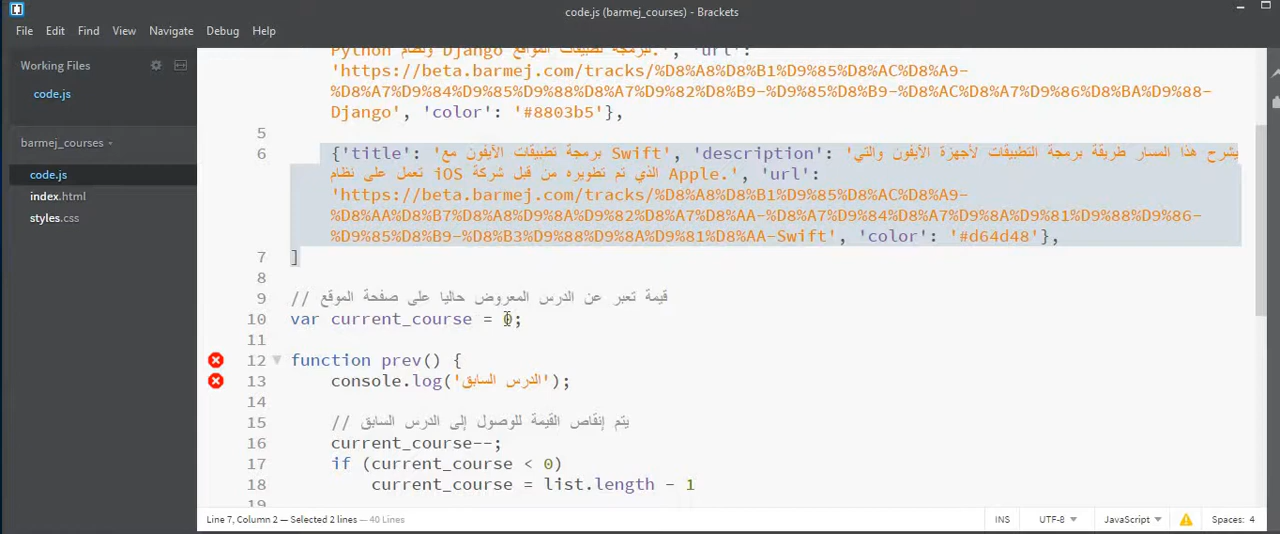 code.js (barmej_courses) - Brackets
File Edit Find View Navigate Debug Help
Working Files
code.js
barmej_courses
code.js
index.html
styles.css
Python ونظام Django لبرمجة تطبيقات المواقع.', 'url':
'https://beta.barmej.com/tracks/%D8%A8%D8%B1%D9%85%D8%AC%D8%A9-
%D8%A7%D9%84%D9%85%D9%88%D8%A7%D9%82%D8%B9-%D9%85%D8%B9-%D8%AC%D8%A7%D9%86%D8%BA%D9%88-
Django', 'color': '#8803b5'},
5
6 {'title': 'برمجة تطبيقات الآيفون مع Swift', 'description': 'يشرح هذا المسار طريقة برمجة التطبيقات لأجهزة الآيفون والتي
تعمل على نظام iOS الذي تم تطويره من قبل شركة Apple.', 'url':
'https://beta.barmej.com/tracks/%D8%A8%D8%B1%D9%85%D8%AC%D8%A9-
%D8%AA%D8%B7%D8%A8%D9%8A%D9%82%D8%A7%D8%AA-%D8%A7%D9%84%D8%A7%D9%8A%D9%81%D9%88%D9%86-
%D9%85%D8%B9-%D8%B3%D9%88%D9%8A%D9%81%D8%AA-Swift', 'color': '#d64d48'},
7 ]
8
9 // قيمة تعبر عن الدرس المعروض حاليا على صفحة الموقع
10 var current_course = 0;
11
12 function prev() {
13 console.log('الدرس السابق');
14
15 // يتم إنقاص القيمة للوصول إلى الدرس السابق
16 current_course--;
17 if (current_course < 0)
18 current_course = list.length - 1
19
Line 7, Column 2 - Selected 2 lines - 40 Lines
INS UTF-8 JavaScript Spaces: 4